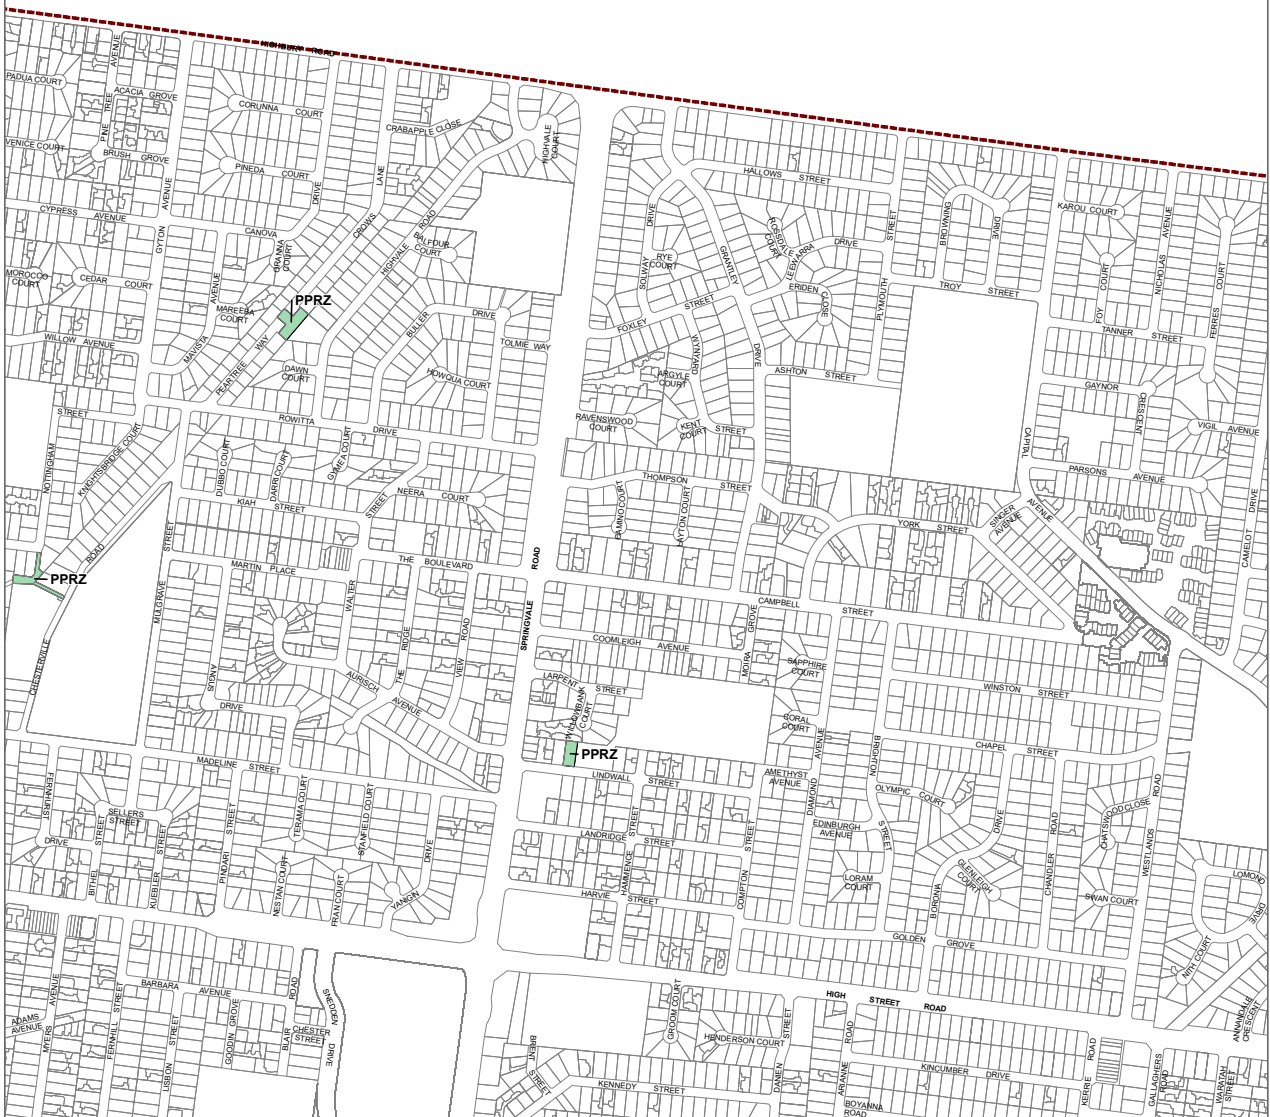 HIGHBURY ROAD
PADUA COURT
PINE TREE AVENUE
ACACIA GROVE
CORUNNA COURT
CRABAPPLE CLOSE
HIGHVALE COURT
VENICE COURT
BRUSH GROVE
PINEDA COURT
CROWS LANE
HALLOWS STREET
CYPRESS AVENUE
GYTON AVENUE
CANOVA DRIVE
GRANNA COURT
HIGHVALE ROAD
BALFOUR COURT
SOLWAY DRIVE
RYE COURT
GRANTLEY DRIVE
ROSSDALE COURT
LEEWARRA DRIVE
PLYMOUTH STREET
BROWNING DRIVE
KAROU COURT
NICHOLAS AVENUE
MOROCCO COURT
CEDAR COURT
MAVISTA AVENUE
MAREEBA COURT
PPRZ
ERIDEN CLOSE
TROY STREET
FOY COURT
FERRES COURT
WILLOW AVENUE
PEARTREE WAY
DAWN COURT
BULLER DRIVE
TOLMIE WAY
HOWQUA COURT
FOXLEY STREET
WYNYARD
ARGYLE COURT
ASHTON STREET
TANNER STREET
GAYNOR CRESCENT
STREET
ROWITTA DRIVE
RAVENSWOOD COURT
KENT COURT
STREET
VIGIL AVENUE
NOTTINGHAM
KNIGHTSBRIDGE COURT
DUBBO COURT
DARRI COURT
GYMEA COURT
NEERA COURT
KIAH STREET
THOMPSON STREET
CAMINO COURT
HAYTON COURT
CAPITAL AVENUE
PARSONS AVENUE
SINGER AVENUE
YORK STREET
CAMELOT DRIVE
PPRZ
CHESTERVILLE ROAD
MULGRAVE STREET
MARTIN PLACE
WALTER STREET
THE BOULEVARD
SPRINGVALE ROAD
CAMPBELL STREET
COOMLEIGH AVENUE
MOIRA GROVE
THE RIDGE
VIEW ROAD
ANGUS DRIVE
AURISCH AVENUE
LARPENT STREET
WILLOWBANK COURT
SAPPHIRE COURT
WINSTON STREET
CORAL COURT
PPRZ
CHAPEL STREET
MADELINE STREET
LINDWALL STREET
AMETHYST AVENUE
DIAMOND AVENUE
BRIGHTON STREET
OLYMPIC COURT
CHATSWOOD CLOSE
FERNHURST DRIVE
SELLERS STREET
BITHEL STREET
KUEBLER STREET
PINDARI STREET
TERAMA COURT
STANFIELD COURT
YANIGIN DRIVE
LANDRIDGE STREET
HAMMENCE STREET
EDINBURGH AVENUE
COMPTON STREET
LORAM COURT
BORONIA DRIVE
GLENLEIGH COURT
CHANDLER ROAD
WESTLANDS ROAD
SWAN COURT
LOMOND DRIVE
FRAN COURT
HARVIE STREET
GOLDEN GROVE
NITH COURT
ANNANDALE CRESCENT
BARBARA AVENUE
SNEDDEN DRIVE
ADAMS AVENUE
MYERS AVENUE
FERNHILL STREET
LISBON STREET
GOODIN GROVE
BLAIR ROAD
CHESTER STREET
HIGH STREET ROAD
GROOM COURT
HENDERSON COURT
DANIEN STREET
ARIANNE ROAD
BRENT STREET
KENNEDY STREET
KINCUMBER DRIVE
BOYANNA ROAD
KERRIE ROAD
GALLAGHERS ROAD
WARATAH STREET